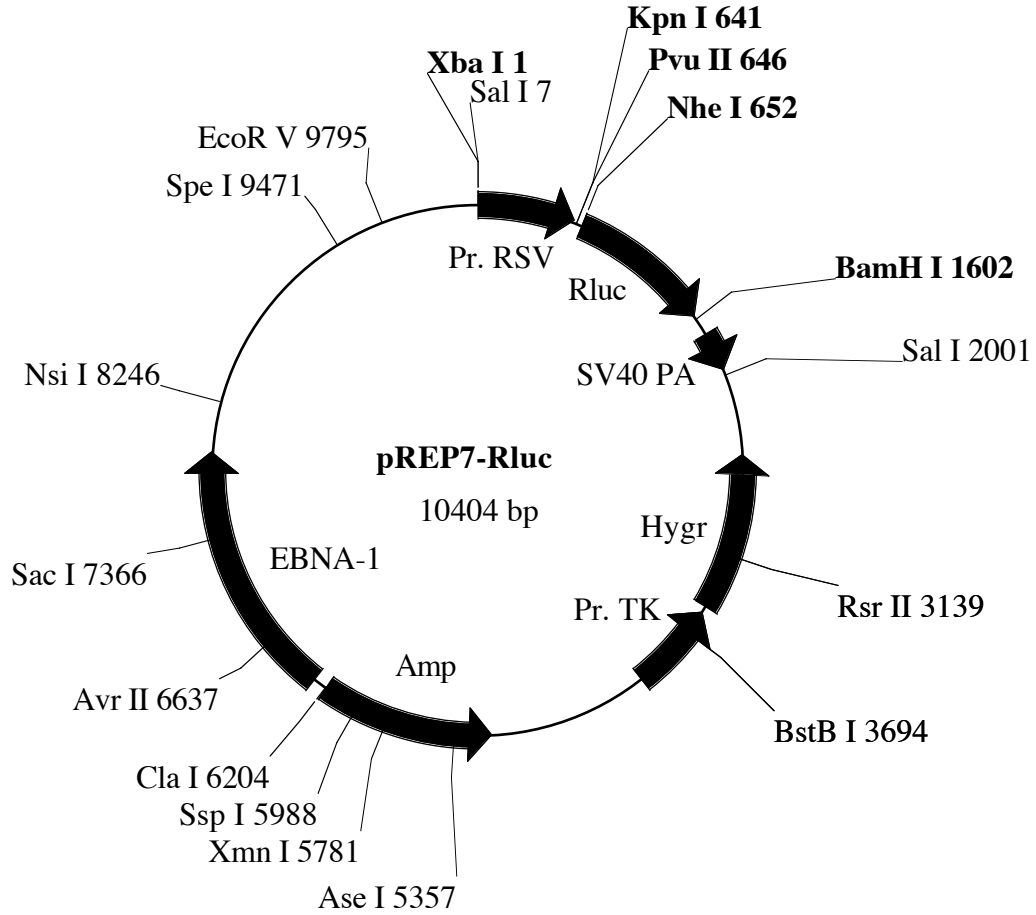 Kpn I 641
Xba I 1
Pvu II 646
Sal I 7
Nhe I 652
EcoR V 9795
Spe I 9471
Pr. RSV
BamH I 1602
Rluc
Sal I 2001
Nsi I 8246
SV40 PA
pREP7-Rluc
10404 bp
Hygr
EBNA-1
Sac I 7366
Rsr II 3139
Pr. TK
Amp
Avr II 6637
BstB I 3694
Cla I 6204
Ssp I 5988
Xmn I 5781
Ase I 5357